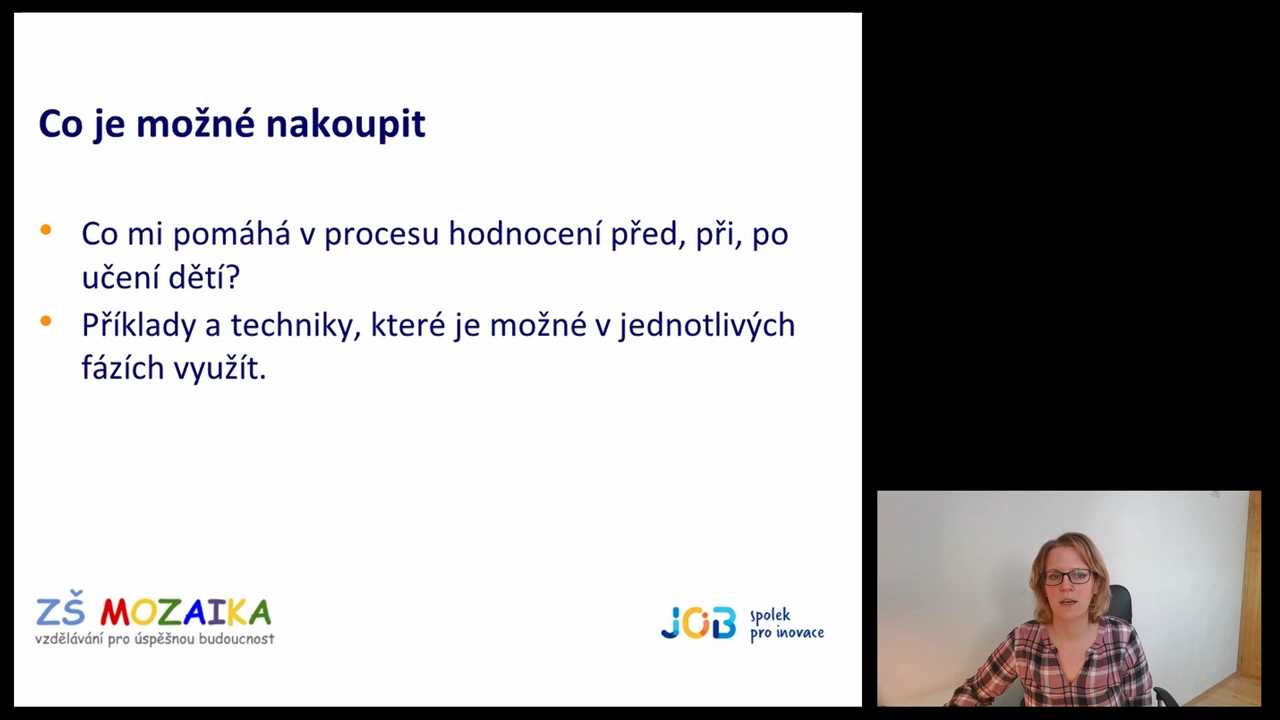 Co je možné nakoupit
• Co mi pomáhá v procesu hodnocení před, při, po
učení dětí?
• Příklady a techniky, které je možné v jednotlivých
fázích využít.
ZŠ MOZAIKA
vzdělávání pro úspěšnou budoucnost
JOB spolek
pro inovace